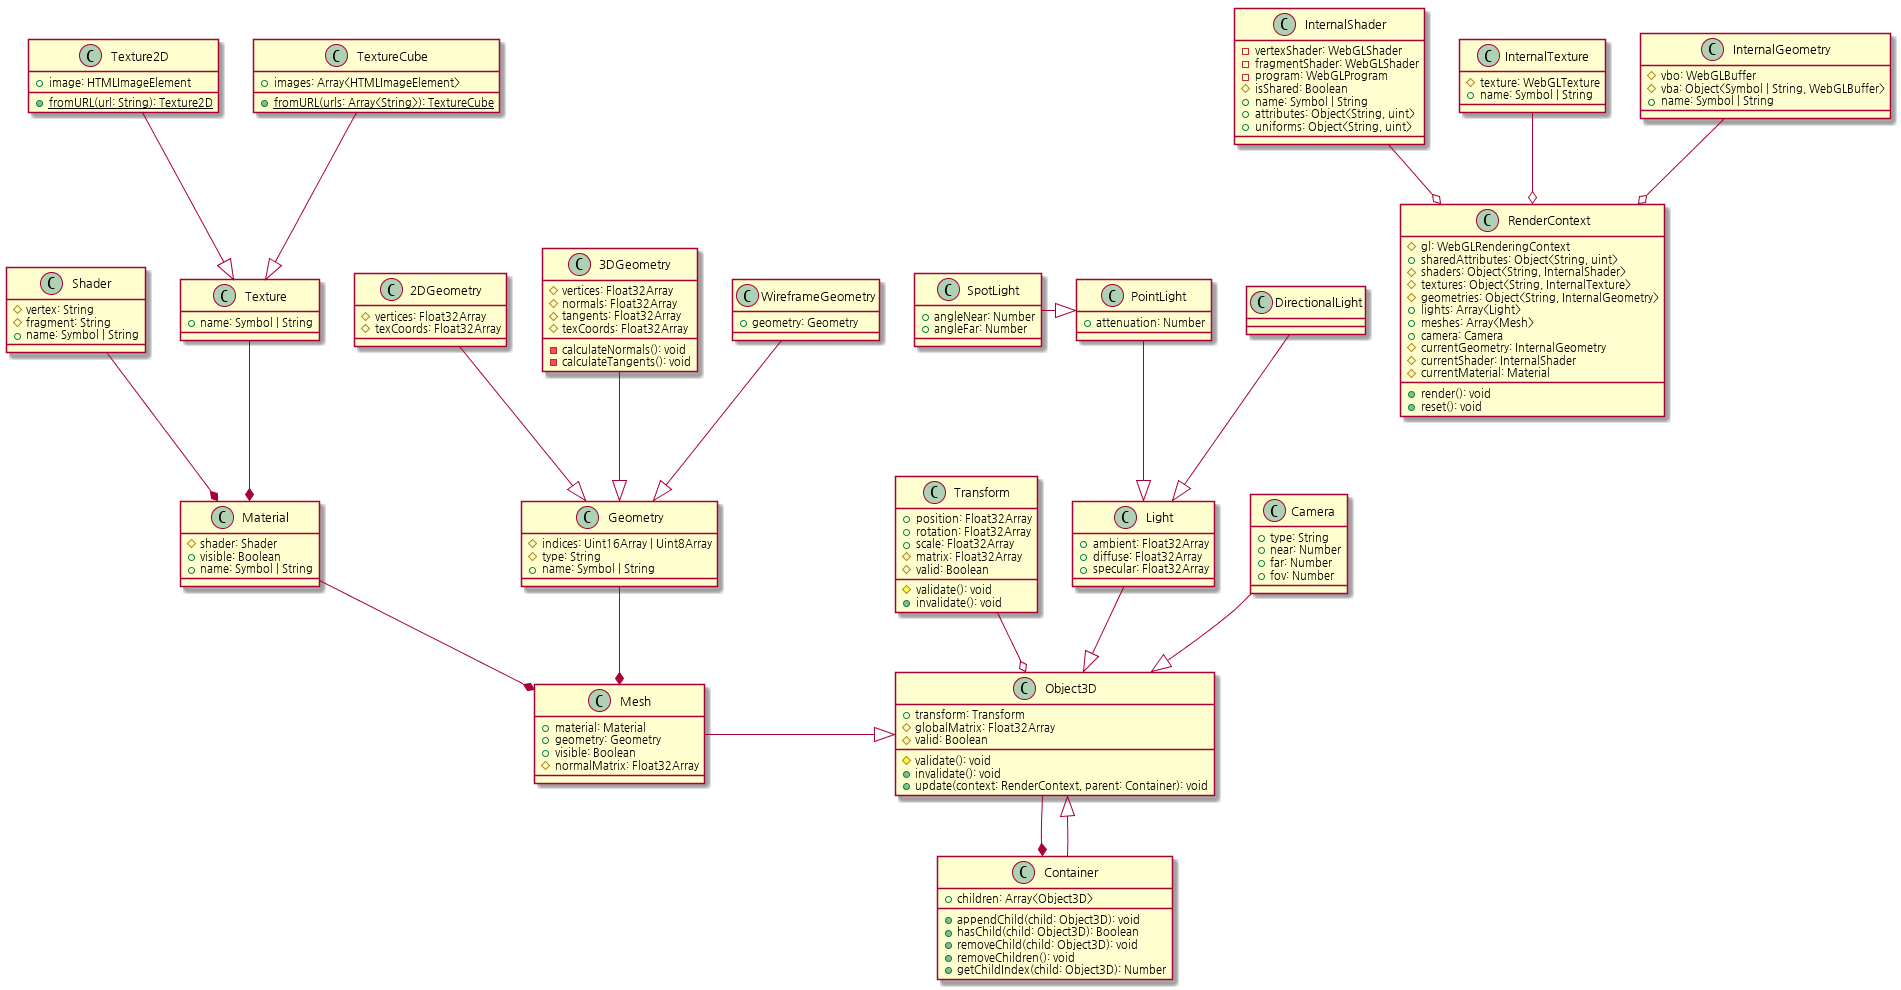 C Texture2D
image: HTMLImageElement
fromURL(url: String): Texture2D
C TextureCube
images: Array<HTMLImageElement>
fromURL(urls: Array<String>): TextureCube
C InternalShader
vertexShader: WebGLShader
fragmentShader: WebGLShader
program: WebGLProgram
isShared: Boolean
name: Symbol | String
attributes: Object<String, uint>
uniforms: Object<String, uint>
C InternalTexture
texture: WebGLTexture
name: Symbol | String
C InternalGeometry
vbo: WebGLBuffer
vba: Object<Symbol | String, WebGLBuffer>
name: Symbol | String
C Shader
vertex: String
fragment: String
name: Symbol | String
C Texture
name: Symbol | String
C 2DGeometry
vertices: Float32Array
texCoords: Float32Array
C 3DGeometry
vertices: Float32Array
normals: Float32Array
tangents: Float32Array
texCoords: Float32Array
calculateNormals(): void
calculateTangents(): void
C WireframeGeometry
geometry: Geometry
C SpotLight
angleNear: Number
angleFar: Number
C PointLight
attenuation: Number
C DirectionalLight
C RenderContext
gl: WebGLRenderingContext
sharedAttributes: Object<String, uint>
shaders: Object<String, InternalShader>
textures: Object<String, InternalTexture>
geometries: Object<String, InternalGeometry>
lights: Array<Light>
meshes: Array<Mesh>
camera: Camera
currentGeometry: InternalGeometry
currentShader: InternalShader
currentMaterial: Material
render(): void
reset(): void
C Material
shader: Shader
visible: Boolean
name: Symbol | String
C Geometry
indices: Uint16Array | Uint8Array
type: String
name: Symbol | String
C Transform
position: Float32Array
rotation: Float32Array
scale: Float32Array
matrix: Float32Array
valid: Boolean
validate(): void
invalidate(): void
C Light
ambient: Float32Array
diffuse: Float32Array
specular: Float32Array
C Camera
type: String
near: Number
far: Number
fov: Number
C Mesh
material: Material
geometry: Geometry
visible: Boolean
normalMatrix: Float32Array
C Object3D
transform: Transform
globalMatrix: Float32Array
valid: Boolean
validate(): void
invalidate(): void
update(context: RenderContext, parent: Container): void
C Container
children: Array<Object3D>
appendChild(child: Object3D): void
hasChild(child: Object3D): Boolean
removeChild(child: Object3D): void
removeChildren(): void
getChildIndex(child: Object3D): Number